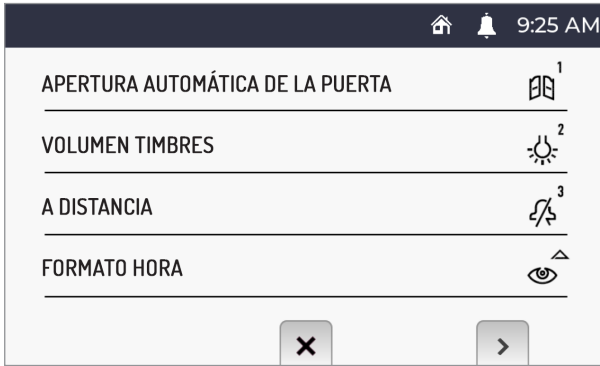 9:25 AM
APERTURA AUTOMÁTICA DE LA PUERTA 1
VOLUMEN TIMBRES 2
A DISTANCIA 3
FORMATO HORA